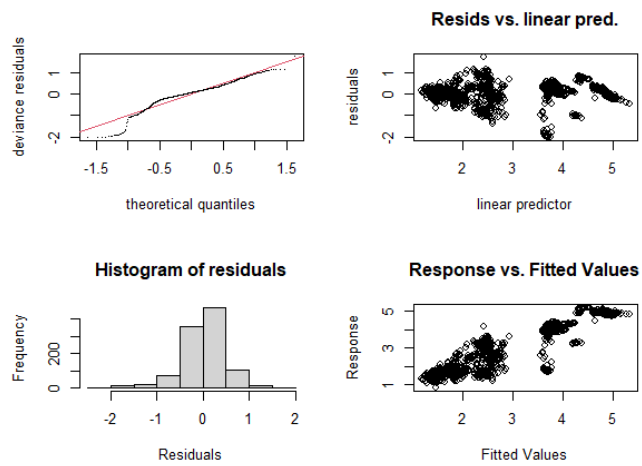 deviance residuals
-2 0 1
-1.5 -0.5 0.5 1.5
theoretical quantiles
Resids vs. linear pred.
residuals
-2 0 1
2 3 4 5
linear predictor
Histogram of residuals
Frequency
0 200
-2 -1 0 1 2
Residuals
Response vs. Fitted Values
Response
1 3 5
2 3 4 5
Fitted Values